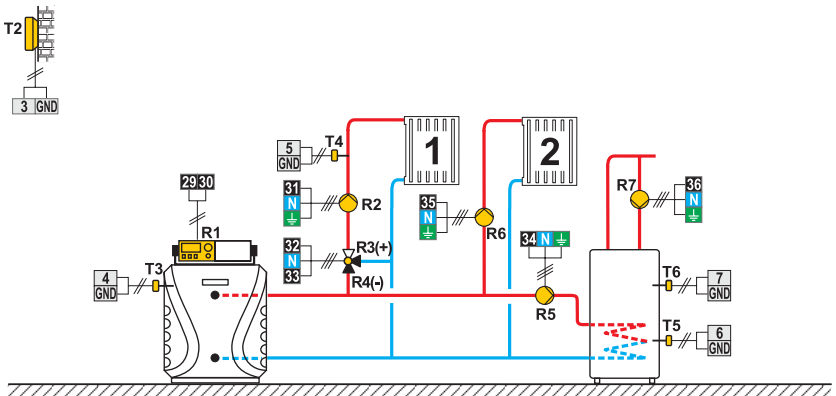 T2
3 GND
5
GND
T4
1
2
29 30
31
N
R2
35
N
R6
R7
36
N
R1
32
N
33
R3(+)
R4(-)
34 N
4
GND
T3
R5
T6
7
GND
T5
6
GND